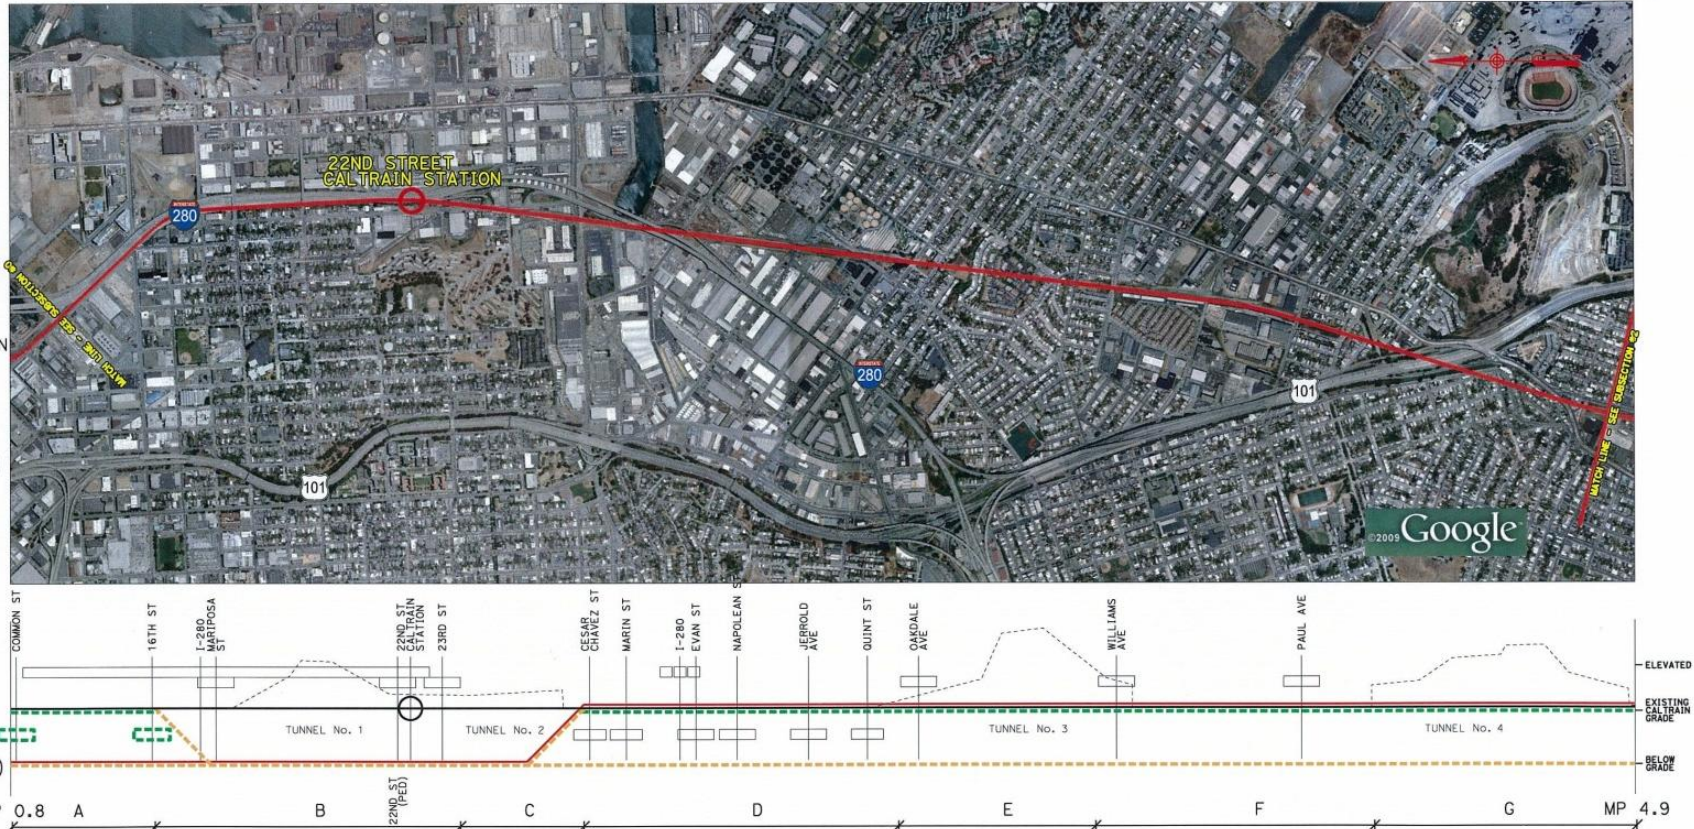 22ND STREET
CALTRAIN STATION
INTERSTATE
280
MATCH LINE - SEE SUBSECTION #0
N
INTERSTATE
280
101
101
MATCH LINE - SEE SUBSECTION #2
©2009 Google
COMMON ST
16TH ST
I-280
MARIPOSA
ST
22ND ST
CALTRAIN
STATION
23RD ST
CESAR
CHAVEZ ST
MARIN ST
I-280
EVAN ST
NAPOLEAN S
JERROLD
AVE
QUINT ST
OAKDALE
AVE
WILLIAMS
AVE
PAUL AVE
ELEVATED
EXISTING
CALTRAIN
GRADE
BELOW
GRADE
TUNNEL No. 1
TUNNEL No. 2
TUNNEL No. 3
TUNNEL No. 4
22ND ST
(PED)
0.8 A B C D E F G MP 4.9